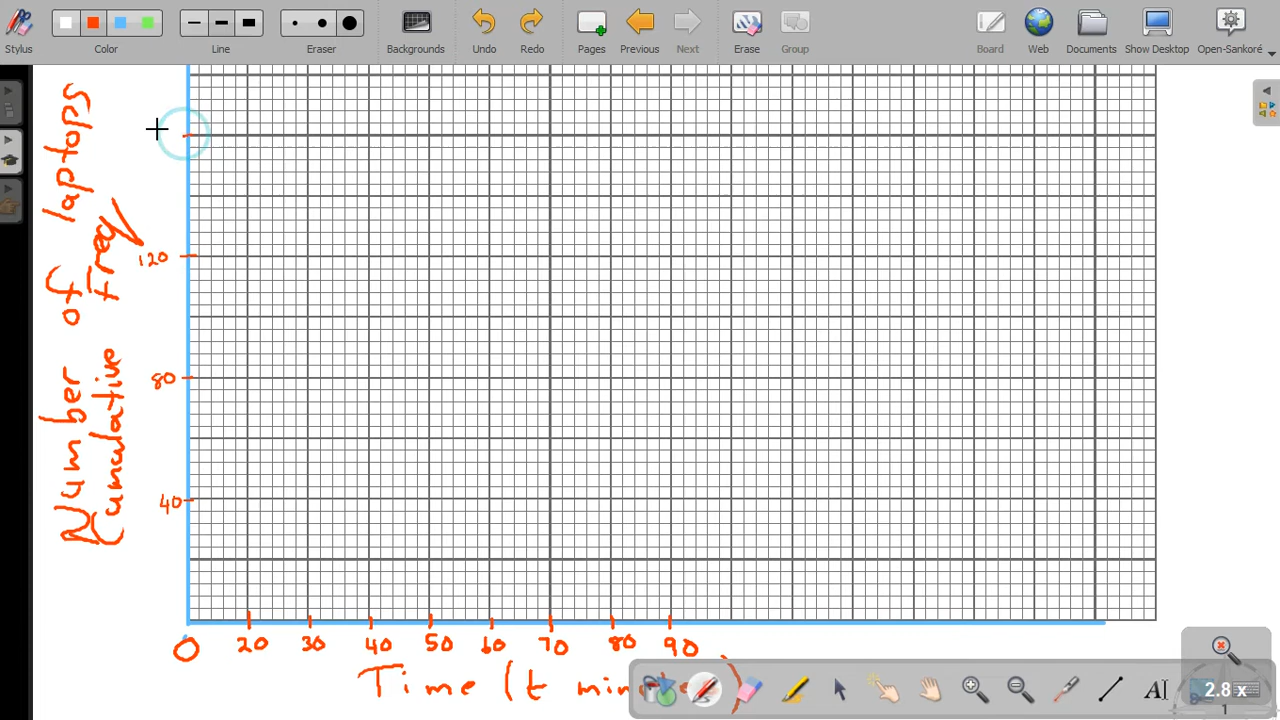 Stylus
Color
Line
Eraser
Backgrounds
Undo
Redo
Pages
Previous
Next
Erase
Group
Board
Web
Documents
Show Desktop
Open-Sankoré
Number of laptops
Cumulative Freq
120
80
40
0 20 30 40 50 60 70 80 90
Time (t
2.8 x
1